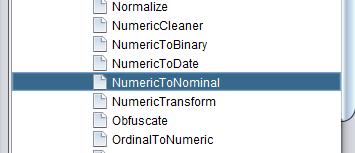 Normalize
NumericCleaner
NumericToBinary
NumericToDate
NumericToNominal
NumericTransform
Obfuscate
OrdinalToNumeric